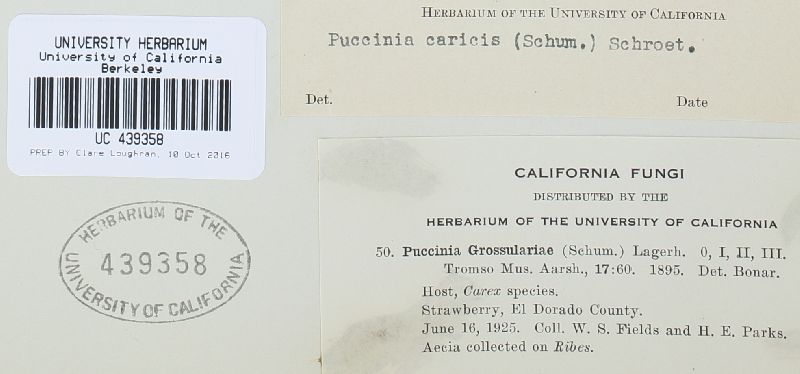 UNIVERSITY HERBARIUM
University of California
Berkeley
UC 439358
PREP BY Clare Loughran, 10 Oct 2016
HERBARIUM OF THE
439358
UNIVERSITY OF CALIFORNIA
HERBARIUM OF THE UNIVERSITY OF CALIFORNIA
Puccinia caricis (Schum.) Schroet.
Det. Date
CALIFORNIA FUNGI
DISTRIBUTED BY THE
HERBARIUM OF THE UNIVERSITY OF CALIFORNIA
50. Puccinia Grossulariae (Schum.) Lagerh. 0, I, II, III.
Tromso Mus. Aarsh., 17:60. 1895. Det. Bonar.
Host, Carex species.
Strawberry, El Dorado County.
June 16, 1925. Coll. W. S. Fields and H. E. Parks.
Aecia collected on Ribes.